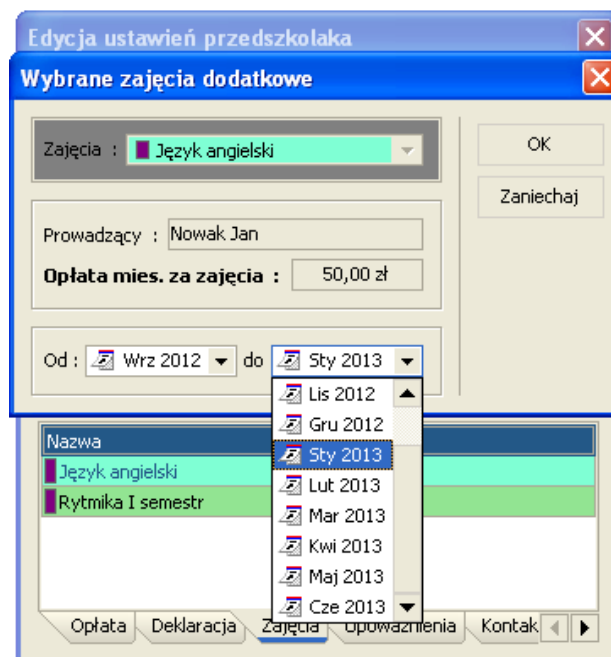 Edycja ustawień przedszkolaka
Wybrane zajęcia dodatkowe
Zajęcia : Język angielski
OK
Zaniechaj
Prowadzący : Nowak Jan
Opłata mies. za zajęcia : 50,00 zł
Od : Wrz 2012 do Sty 2013
Lis 2012
Gru 2012
Sty 2013
Lut 2013
Mar 2013
Kwi 2013
Maj 2013
Cze 2013
Nazwa
Język angielski
Rytmika I semestr
Opłata Deklaracja Zajęcia Upoważnienia Kontak